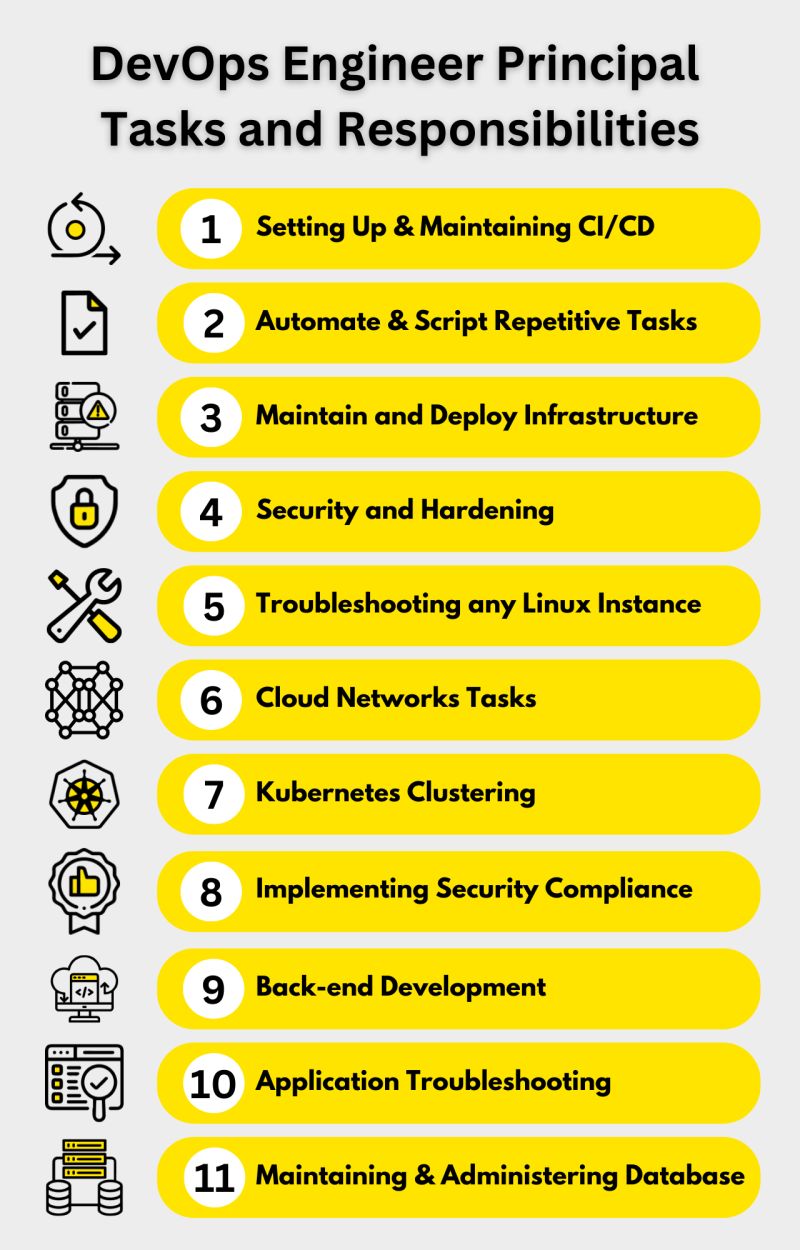 DevOps Engineer Principal
Tasks and Responsibilities
1 Setting Up & Maintaining CI/CD
2 Automate & Script Repetitive Tasks
3 Maintain and Deploy Infrastructure
4 Security and Hardening
5 Troubleshooting any Linux Instance
6 Cloud Networks Tasks
7 Kubernetes Clustering
8 Implementing Security Compliance
9 Back-end Development
</>
10 Application Troubleshooting
11 Maintaining & Administering Database